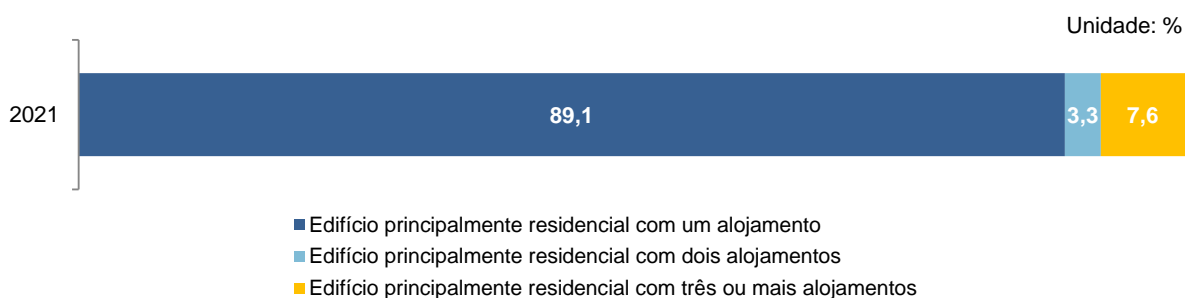 Unidade: %
2021
89,1
3,3
7,6
Edifício principalmente residencial com um alojamento
Edifício principalmente residencial com dois alojamentos
Edifício principalmente residencial com três ou mais alojamentos